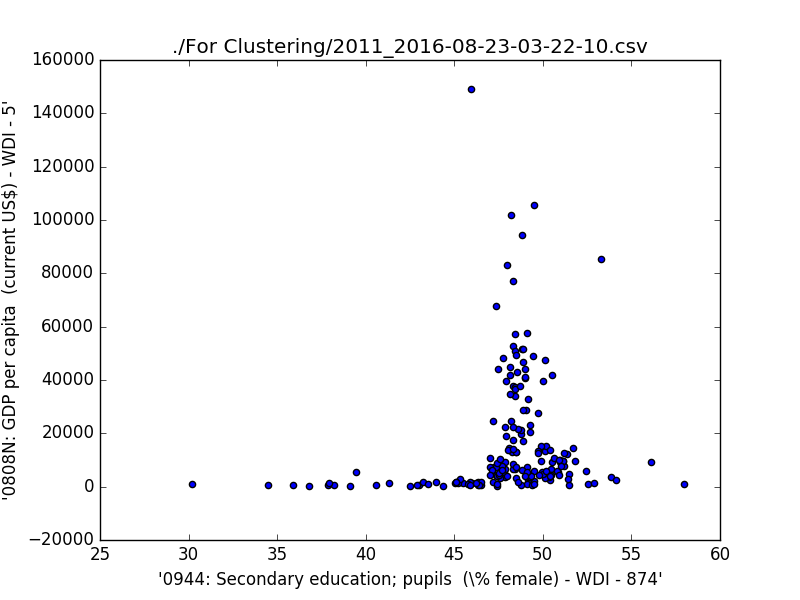 ./For Clustering/2011_2016-08-23-03-22-10.csv
160000
140000
120000
100000
80000
60000
40000
20000
0
−20000
'0808N: GDP per capita  (current US$) - WDI - 5'
25 30 35 40 45 50 55 60
'0944: Secondary education; pupils  (\% female) - WDI - 874'